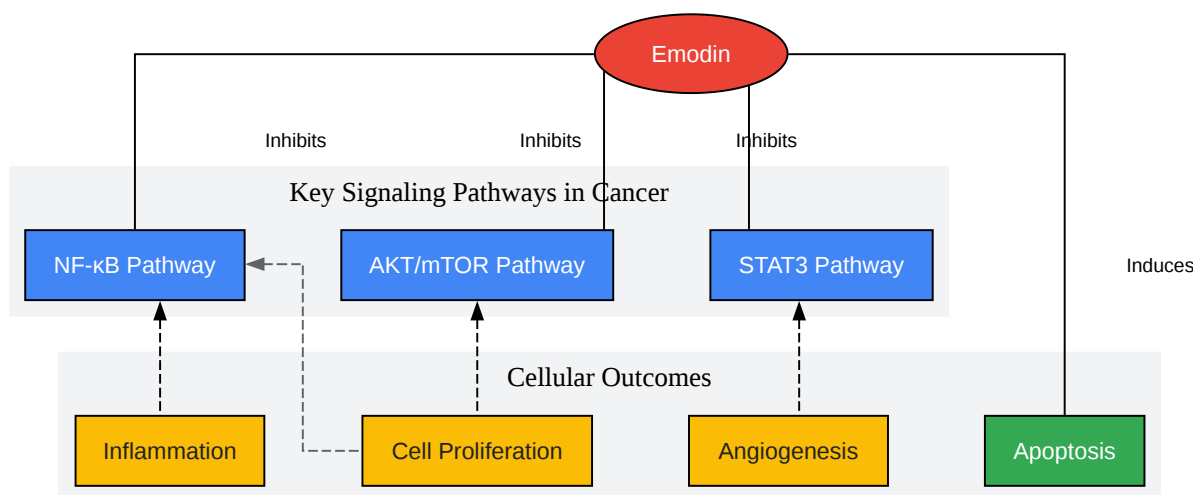 Emodin
Inhibits
Inhibits
Inhibits
Key Signaling Pathways in Cancer
NF-κB Pathway
AKT/mTOR Pathway
STAT3 Pathway
Induces
Cellular Outcomes
Inflammation
Cell Proliferation
Angiogenesis
Apoptosis